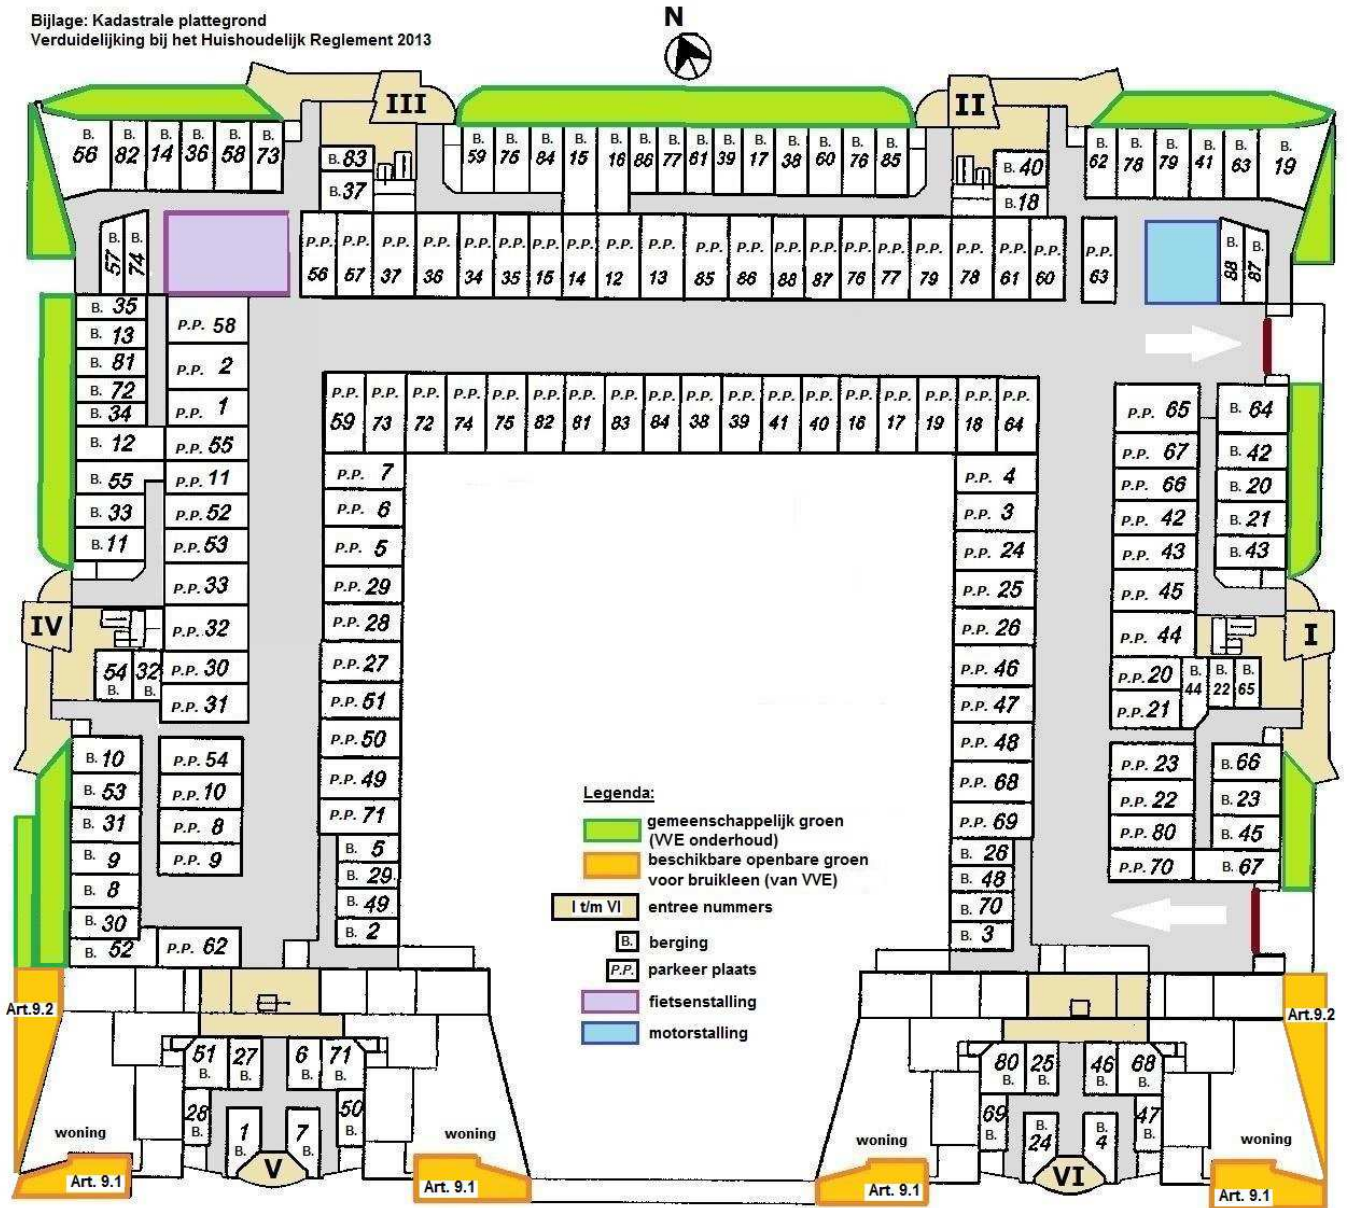 Bijlage: Kadastrale plattegrond
Verduidelijking bij het Huishoudelijk Reglement 2013
N
III
II
B. 56
B. 82
B. 14
B. 36
B. 58
B. 73
B. 83
B. 37
B. 59
B. 75
B. 84
B. 15
B. 16
B. 86
B. 77
B. 61
B. 39
B. 17
B. 38
B. 60
B. 76
B. 85
B. 40
B. 18
B. 62
B. 78
B. 79
B. 41
B. 63
B. 19
B. 57
B. 74
P.P. 56
P.P. 57
P.P. 37
P.P. 36
P.P. 34
P.P. 35
P.P. 15
P.P. 14
P.P. 12
P.P. 13
P.P. 85
P.P. 86
P.P. 88
P.P. 87
P.P. 76
P.P. 77
P.P. 79
P.P. 78
P.P. 61
P.P. 60
P.P. 63
B. 88
B. 87
B. 35
B. 13
B. 81
B. 72
B. 34
B. 12
B. 55
B. 33
B. 11
P.P. 58
P.P. 2
P.P. 1
P.P. 55
P.P. 11
P.P. 52
P.P. 53
P.P. 33
P.P. 32
P.P. 30
P.P. 31
P.P. 59
P.P. 73
P.P. 72
P.P. 74
P.P. 75
P.P. 82
P.P. 81
P.P. 83
P.P. 84
P.P. 38
P.P. 39
P.P. 41
P.P. 40
P.P. 16
P.P. 17
P.P. 19
P.P. 18
P.P. 64
P.P. 7
P.P. 6
P.P. 5
P.P. 29
P.P. 28
P.P. 27
P.P. 51
P.P. 50
P.P. 49
P.P. 71
B. 5
B. 29
B. 49
B. 2
P.P. 4
P.P. 3
P.P. 24
P.P. 25
P.P. 26
P.P. 46
P.P. 47
P.P. 48
P.P. 68
P.P. 69
B. 26
B. 48
B. 70
B. 3
P.P. 65
P.P. 67
P.P. 66
P.P. 42
P.P. 43
P.P. 45
P.P. 44
P.P. 20
P.P. 21
B. 64
B. 42
B. 20
B. 21
B. 43
I
B. 44
B. 22
B. 65
P.P. 23
P.P. 22
P.P. 80
P.P. 70
B. 66
B. 23
B. 45
B. 67
IV
54 B.
32 B.
B. 10
B. 53
B. 31
B. 9
B. 8
B. 30
B. 52
P.P. 54
P.P. 10
P.P. 8
P.P. 9
P.P. 62
Legenda:
gemeenschappelijk groen
(VVE onderhoud)
beschikbare openbare groen
voor bruikleen (van VVE)
I t/m VI entree nummers
B. berging
P.P. parkeer plaats
fietsenstalling
motorstalling
Art.9.2
Art.9.2
51 B.
27 B.
6 B.
71 B.
28 B.
1 B.
7 B.
50 B.
V
woning
woning
Art. 9.1
Art. 9.1
80 B.
25 B.
46 B.
68 B.
69 B.
B. 24
B. 4
47 B.
VI
woning
woning
Art. 9.1
Art. 9.1